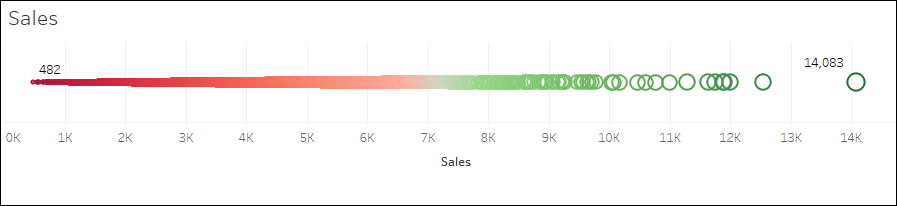 Sales
482
14,083
0K 1K 2K 3K 4K 5K 6K 7K 8K 9K 10K 11K 12K 13K 14K
Sales